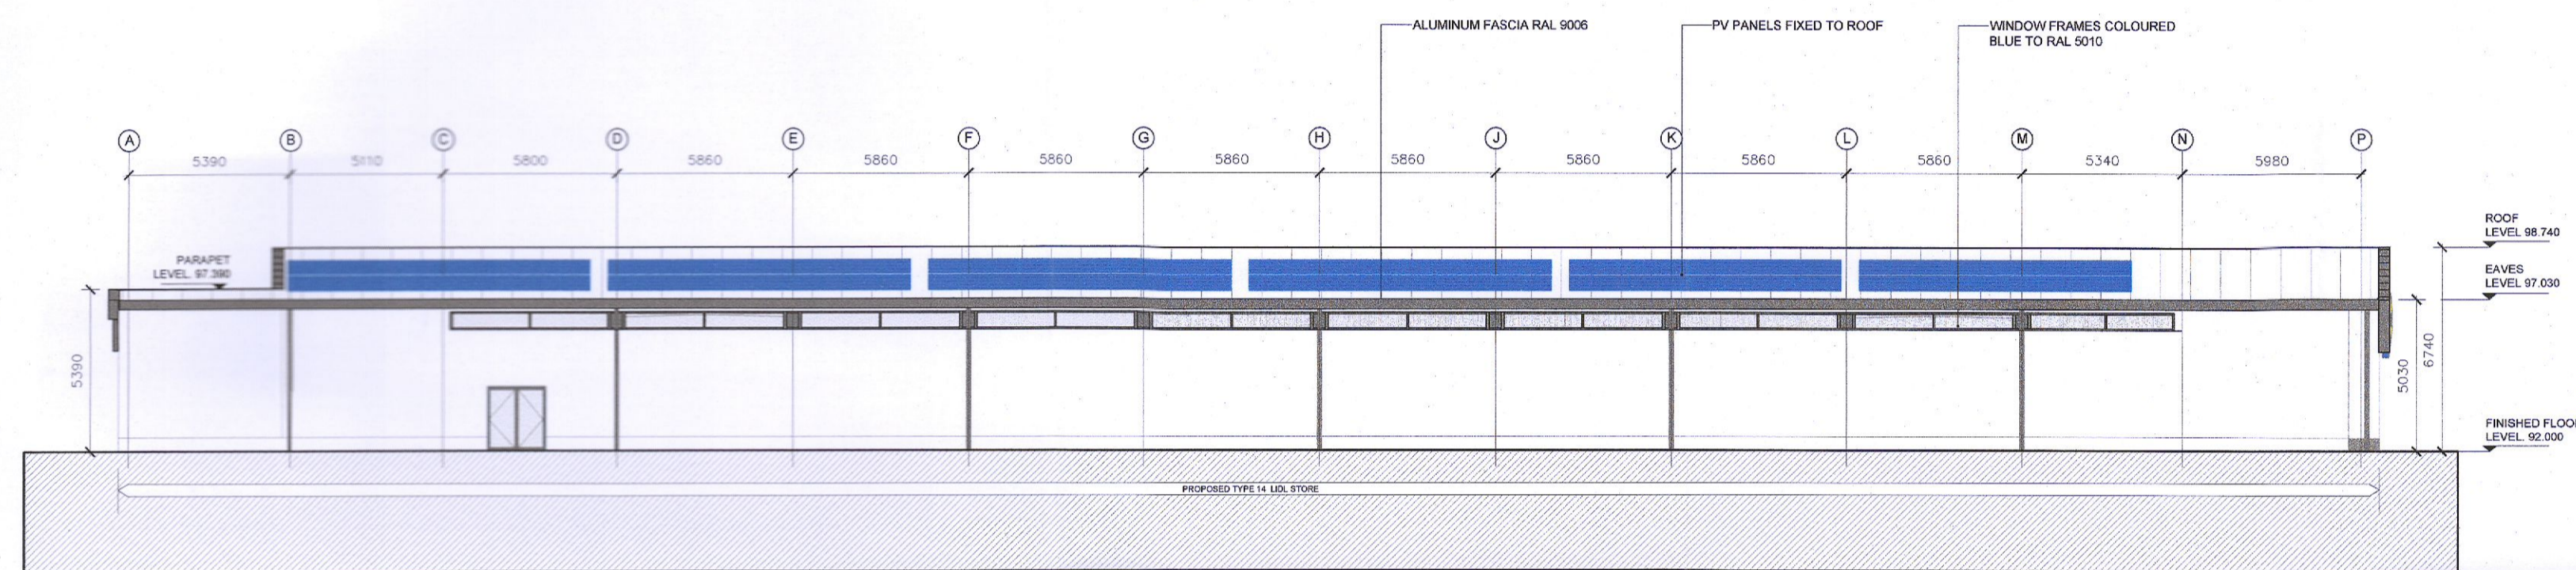 ALUMINUM FASCIA RAL 9006
PV PANELS FIXED TO ROOF
WINDOW FRAMES COLOURED
BLUE TO RAL 5010
A B C D E F G H J K L M N P
5390 5110 5800 5860 5860 5860 5860 5860 5860 5860 5860 5340 5980
PARAPET
LEVEL. 97.390
ROOF
LEVEL 98.740
EAVES
LEVEL 97.030
5390
5030
6740
FINISHED FLOO
LEVEL. 92.000
PROPOSED TYPE 14 LIDL STORE